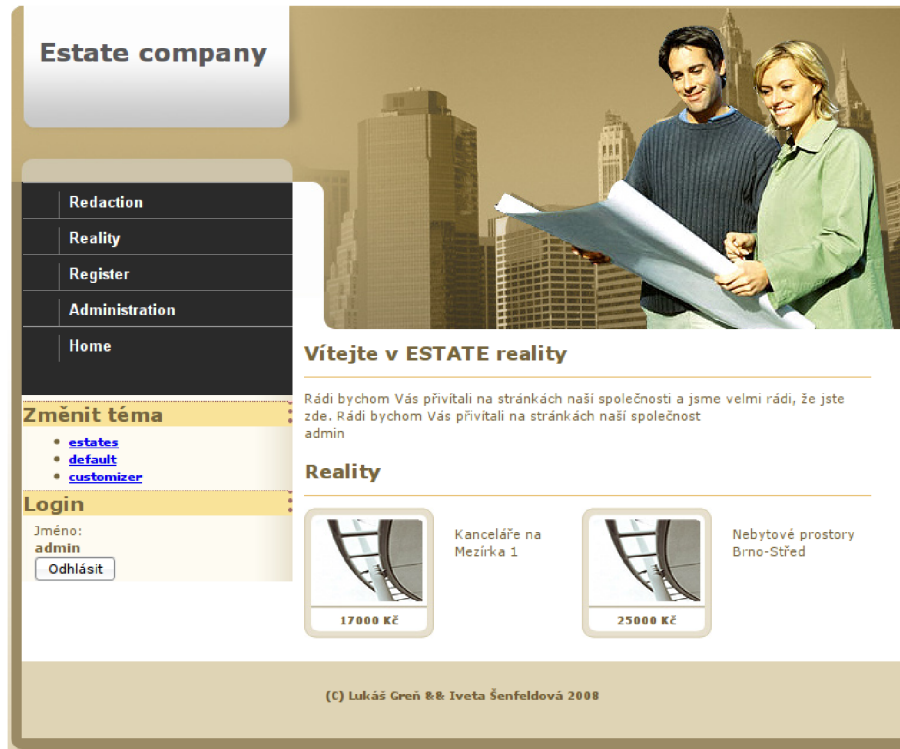 Estate company
Redaction
Reality
Register
Administration
Home
Změnit téma
estates
default
customizer
Login
Jméno:
admin
Odhlásit
Vítejte v ESTATE reality
Rádi bychom Vás přivítali na stránkách naší společnosti a jsme velmi rádi, že jste
zde. Rádi bychom Vás přivítali na stránkách naší společnost
admin
Reality
Kanceláře na
Mezírka 1
17000 Kč
Nebytové prostory
Brno-Střed
25000 Kč
(C) Lukáš Greň && Iveta Šenfeldová 2008